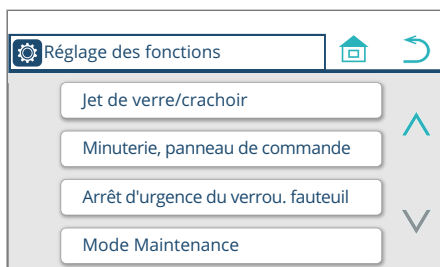 Réglage des fonctions
Jet de verre/crachoir
Minuterie, panneau de commande
Arrêt d'urgence du verrou. fauteuil
Mode Maintenance